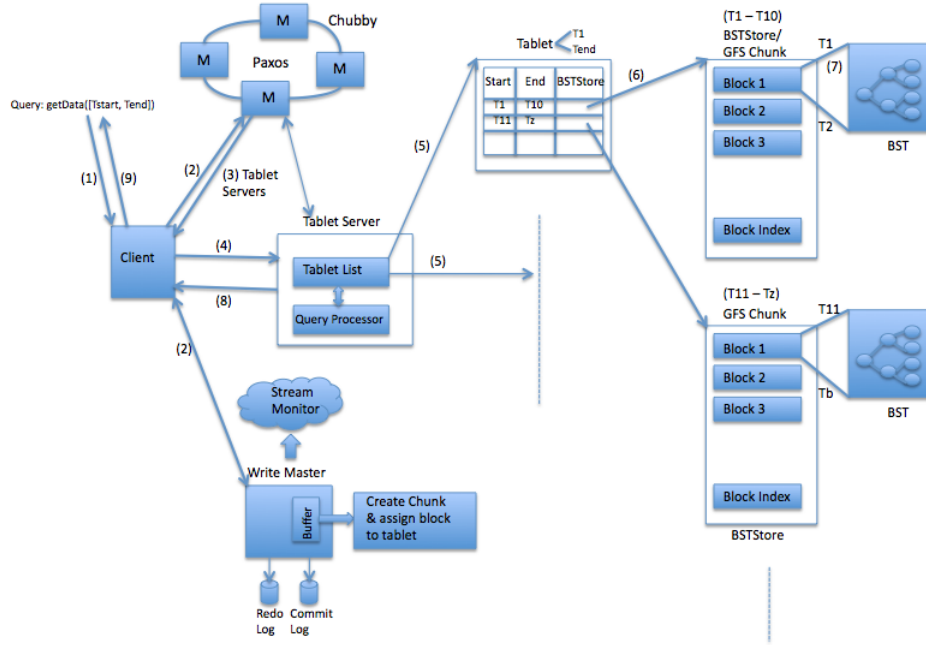 M
Chubby
M
Paxos
M
M
Query: getData([Tstart, Tend])
(1)
(9)
(2)
(3) Tablet
Servers
Client
(4)
(8)
(2)
Tablet Server
Tablet List
Query Processor
(5)
(5)
Tablet
T1
Tend
Start
End
BSTStore
T1
T10
T11
Tz
(6)
(T1 – T10)
BSTStore/
GFS Chunk
Block 1
Block 2
Block 3
Block Index
T1
(7)
T2
BST
(T11 – Tz)
GFS Chunk
Block 1
Block 2
Block 3
Block Index
BSTStore
T11
Tb
BST
Stream
Monitor
Write Master
Buffer
Create Chunk
& assign block
to tablet
Redo
Log
Commit
Log